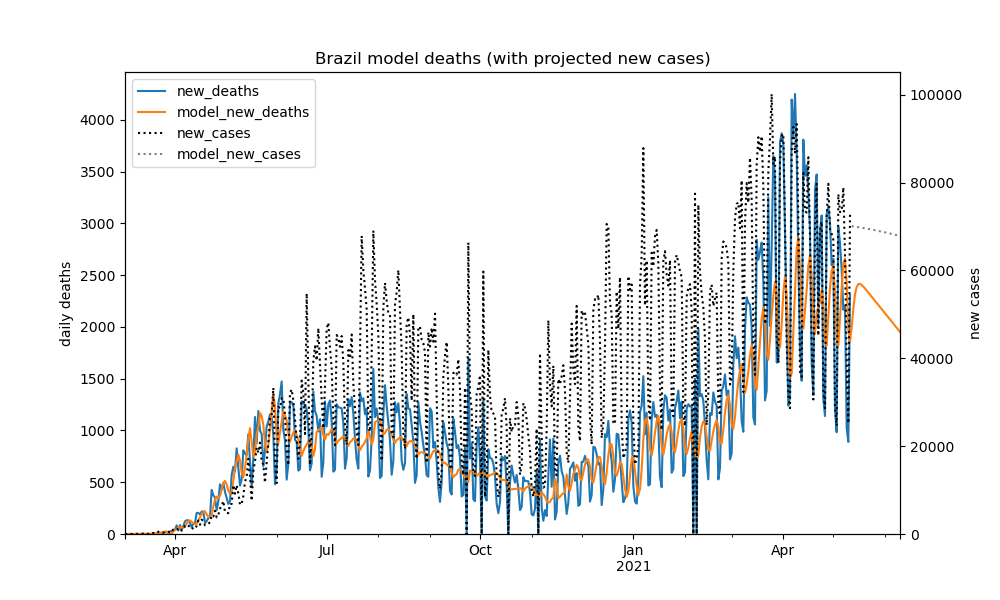 Brazil model deaths (with projected new cases)
new_deaths
model_new_deaths
new_cases
model_new_cases
daily deaths
4000
3500
3000
2500
2000
1500
1000
500
0
new cases
100000
80000
60000
40000
20000
0
Apr
Jul
Oct
Jan
2021
Apr